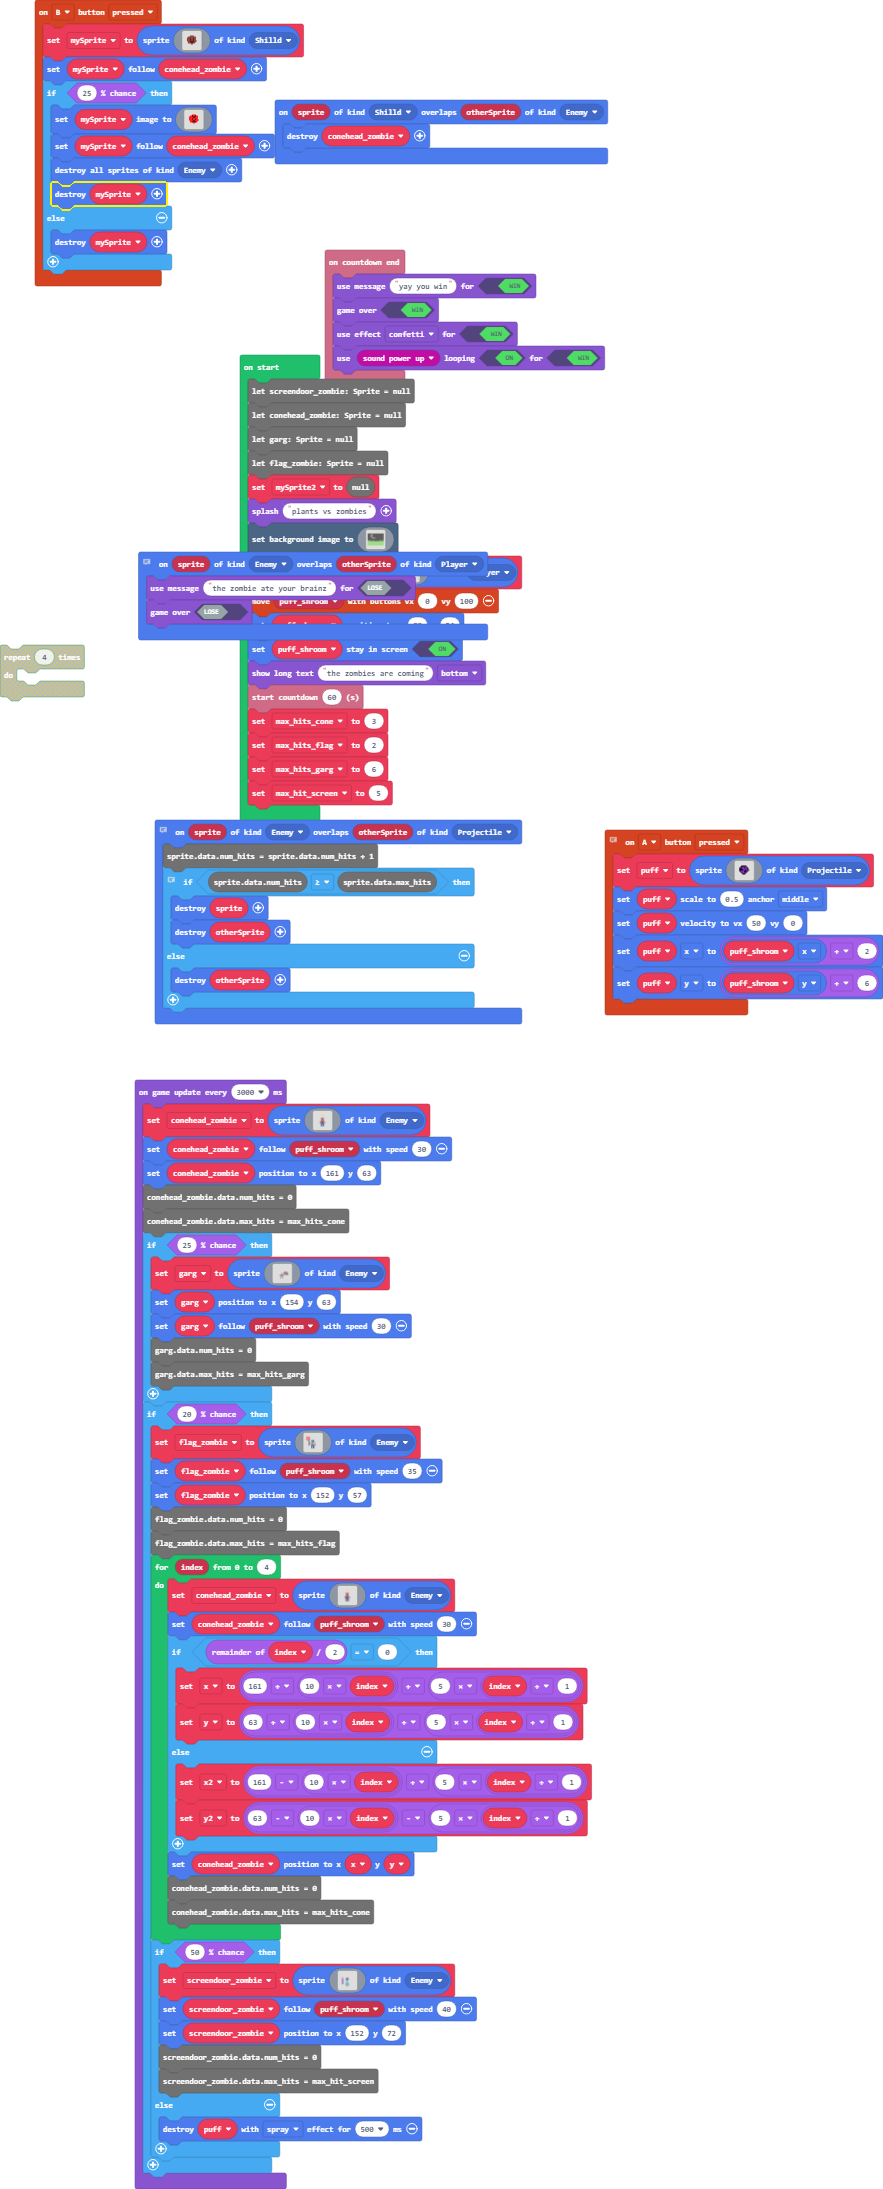 on B button pressed
set mySprite to sprite of kind Shilld
set mySprite follow conehead_zombie
if 25 % chance then
set mySprite image to
set mySprite follow conehead_zombie
destroy all sprites of kind Enemy
destroy mySprite
else
destroy mySprite
on sprite of kind Shilld overlaps otherSprite of kind Enemy
destroy conehead_zombie
on countdown end
use message "yay you win" for WIN
game over WIN
use effect confetti for WIN
use sound power up looping ON for WIN
on start
let screendoor_zombie: Sprite = null
let conehead_zombie: Sprite = null
let garg: Sprite = null
let flag_zombie: Sprite = null
set mySprite2 to null
splash "plants vs zombies"
set background image to
on sprite of kind Enemy overlaps otherSprite of kind Player
use message "the zombie ate your brainz" for LOSE
game over LOSE
move puff_shroom with buttons vx 0 vy 100
set puff_shroom stay in screen ON
show long text "the zombies are coming" bottom
start countdown 60 (s)
set max_hits_cone to 3
set max_hits_flag to 2
set max_hits_garg to 6
set max_hit_screen to 5
repeat 4 times
do
on sprite of kind Enemy overlaps otherSprite of kind Projectile
sprite.data.num_hits = sprite.data.num_hits + 1
if sprite.data.num_hits ≥ sprite.data.max_hits then
destroy sprite
destroy otherSprite
else
destroy otherSprite
on A button pressed
set puff to sprite of kind Projectile
set puff scale to 0.5 anchor middle
set puff velocity to vx 50 vy 0
set puff x to puff_shroom x + 2
set puff y to puff_shroom y + 6
on game update every 3000 ms
set conehead_zombie to sprite of kind Enemy
set conehead_zombie follow puff_shroom with speed 30
set conehead_zombie position to x 161 y 63
conehead_zombie.data.num_hits = 0
conehead_zombie.data.max_hits = max_hits_cone
if 25 % chance then
set garg to sprite of kind Enemy
set garg position to x 154 y 63
set garg follow puff_shroom with speed 30
garg.data.num_hits = 0
garg.data.max_hits = max_hits_garg
if 20 % chance then
set flag_zombie to sprite of kind Enemy
set flag_zombie follow puff_shroom with speed 35
set flag_zombie position to x 152 y 57
flag_zombie.data.num_hits = 0
flag_zombie.data.max_hits = max_hits_flag
for index from 0 to 4
do
set conehead_zombie to sprite of kind Enemy
set conehead_zombie follow puff_shroom with speed 30
if remainder of index / 2 = 0 then
set x to 161 + 10 × index + 5 × index + 1
set y to 63 + 10 × index + 5 × index + 1
else
set x2 to 161 - 10 × index + 5 × index + 1
set y2 to 63 - 10 × index - 5 × index + 1
set conehead_zombie position to x x y y
conehead_zombie.data.num_hits = 0
conehead_zombie.data.max_hits = max_hits_cone
if 50 % chance then
set screendoor_zombie to sprite of kind Enemy
set screendoor_zombie follow puff_shroom with speed 40
set screendoor_zombie position to x 152 y 72
screendoor_zombie.data.num_hits = 0
screendoor_zombie.data.max_hits = max_hit_screen
else
destroy puff with spray effect for 500 ms